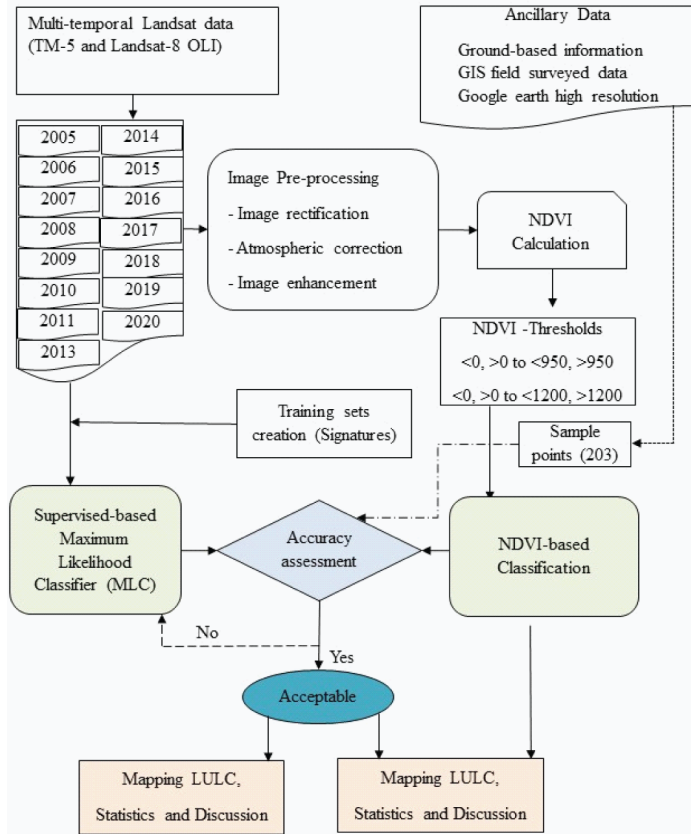 Multi-temporal Landsat data
(TM-5 and Landsat-8 OLI)
Ancillary Data
Ground-based information
GIS field surveyed data
Google earth high resolution
2005
2006
2007
2008
2009
2010
2011
2013
2014
2015
2016
2017
2018
2019
2020
Image Pre-processing
- Image rectification
- Atmospheric correction
- Image enhancement
NDVI
Calculation
NDVI -Thresholds
<0, >0 to <950, >950
<0, >0 to <1200, >1200
Training sets
creation (Signatures)
Sample
points (203)
Supervised-based
Maximum
Likelihood
Classifier (MLC)
Accuracy
assessment
NDVI-based
Classification
No
Yes
Acceptable
Mapping LULC,
Statistics and Discussion
Mapping LULC,
Statistics and Discussion